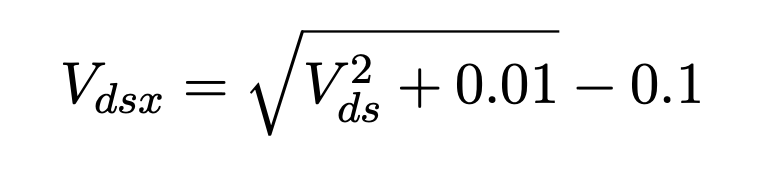 $V_{dsx} = \sqrt{V_{ds}^2 + 0.01} - 0.1$